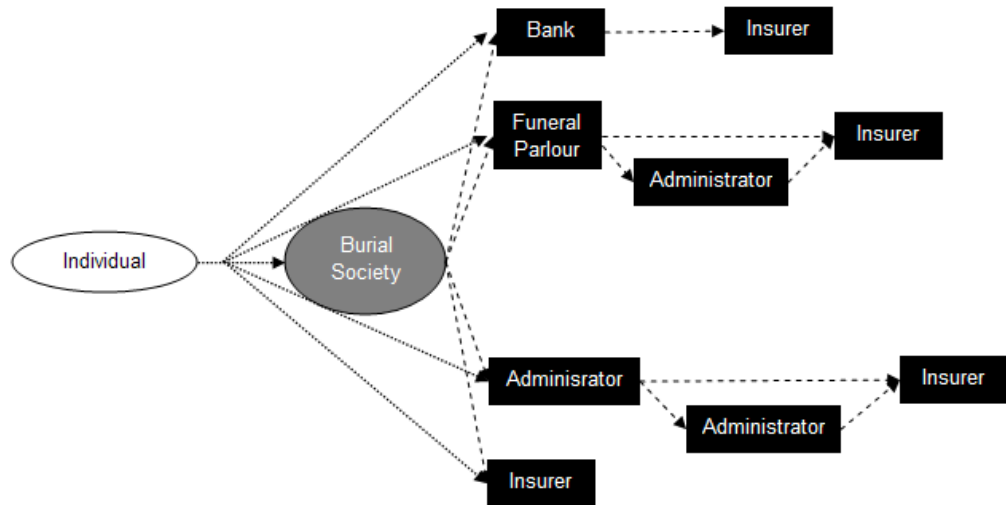 Bank
Insurer
Funeral
Parlour
Insurer
Administrator
Individual
Burial
Society
Adminisrator
Insurer
Administrator
Insurer